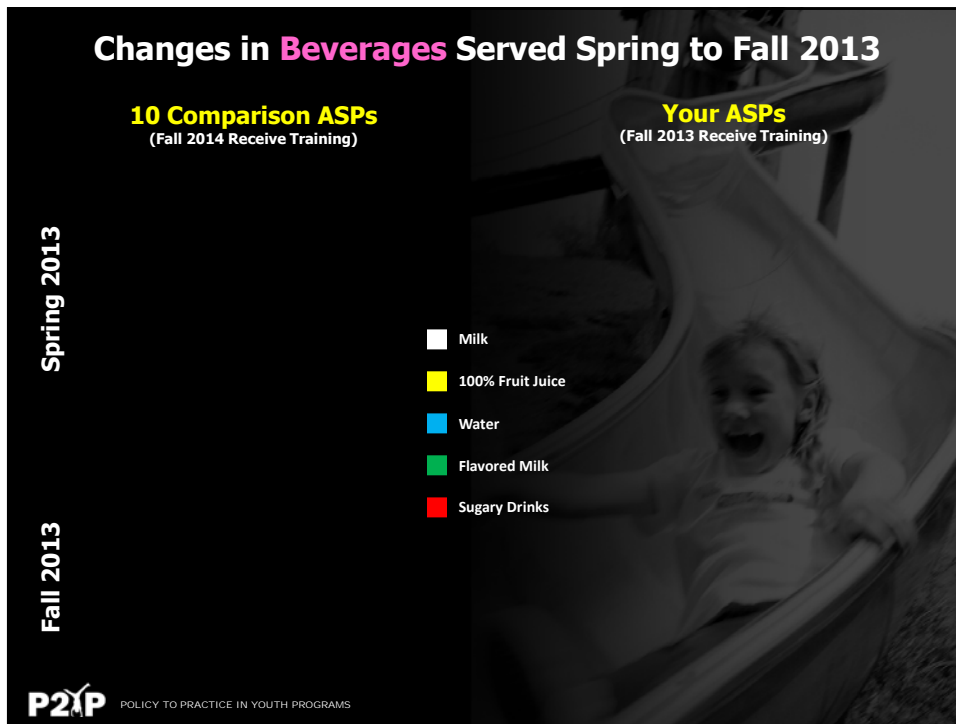 Changes in Beverages Served Spring to Fall 2013
10 Comparison ASPs
(Fall 2014 Receive Training)
Your ASPs
(Fall 2013 Receive Training)
Spring 2013
Milk
100% Fruit Juice
Water
Flavored Milk
Sugary Drinks
Fall 2013
P2YP
POLICY TO PRACTICE IN YOUTH PROGRAMS